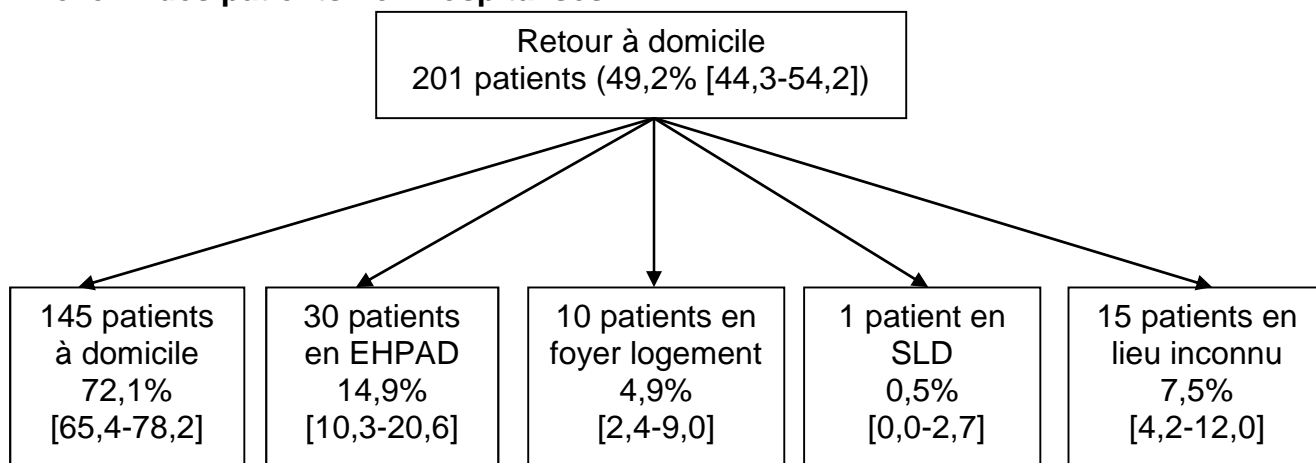 des patients
Retour à domicile
201 patients (49,2% [44,3-54,2])
145 patients
à domicile
72,1%
[65,4-78,2]
30 patients
en EHPAD
14,9%
[10,3-20,6]
10 patients en
foyer logement
4,9%
[2,4-9,0]
1 patient en
SLD
0,5%
[0,0-2,7]
15 patients en
lieu inconnu
7,5%
[4,2-12,0]